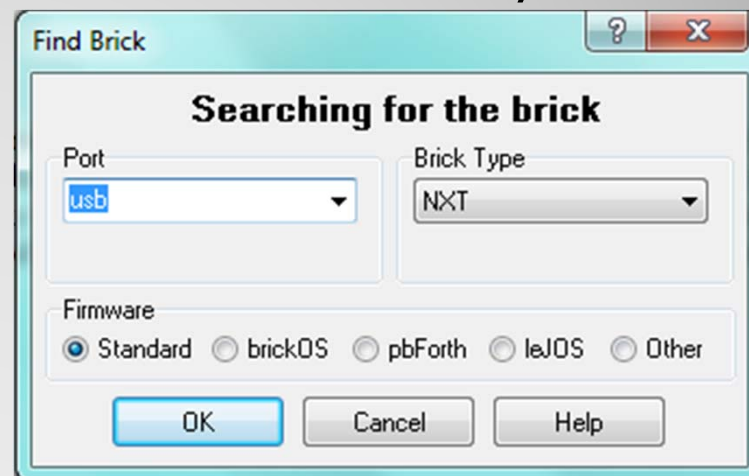 Find Brick
Searching for the brick
Port
Brick Type
usb
NXT
Firmware
Standard brickOS pbForth leJOS Other
OK Cancel Help